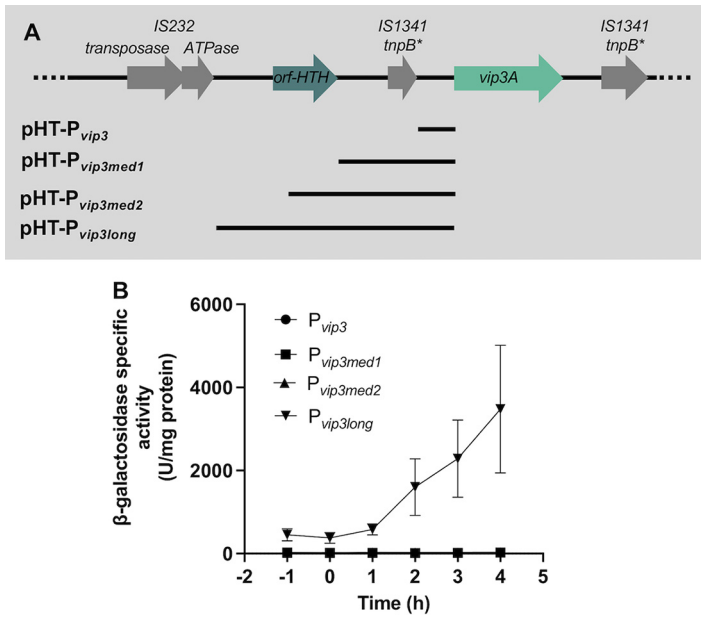 A
IS232
transposase ATPase
orf-HTH
IS1341
tnpB*
vip3A
IS1341
tnpB*
pHT-Pvip3
pHT-Pvip3med1
pHT-Pvip3med2
pHT-Pvip3long
B
β-galactosidase specific
activity
(U/mg protein)
6000
4000
2000
0
Pvip3
Pvip3med1
Pvip3med2
Pvip3long
-2 -1 0 1 2 3 4 5
Time (h)